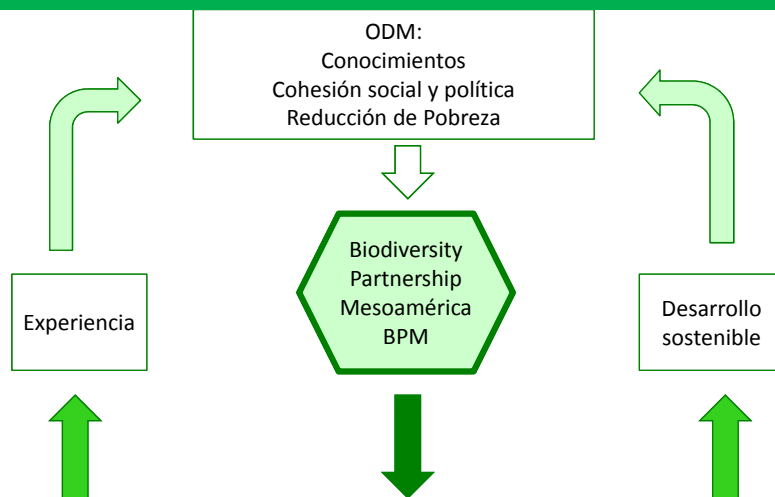 ODM:
Conocimientos
Cohesión social y política
Reducción de Pobreza
Biodiversity
Partnership
Mesoamérica
BPM
Experiencia
Desarrollo
sostenible